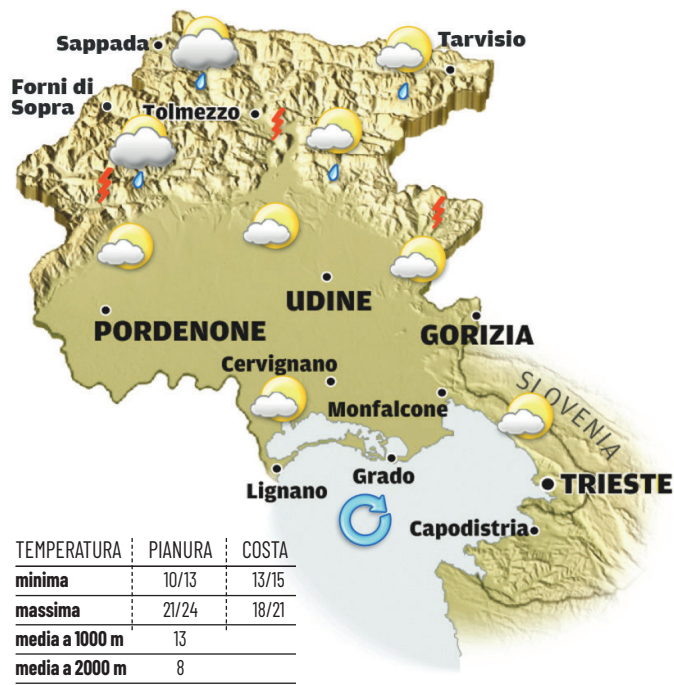 Sappada
Tarvisio
Forni di
Sopra
Tolmezzo
UDINE
PORDENONE
GORIZIA
Cervignano
SLOVENIA
Monfalcone
Grado
TRIESTE
Lignano
Capodistria
TEMPERATURA PIANURA COSTA
minima 10/13 13/15
massima 21/24 18/21
media a 1000 m 13
media a 2000 m 8